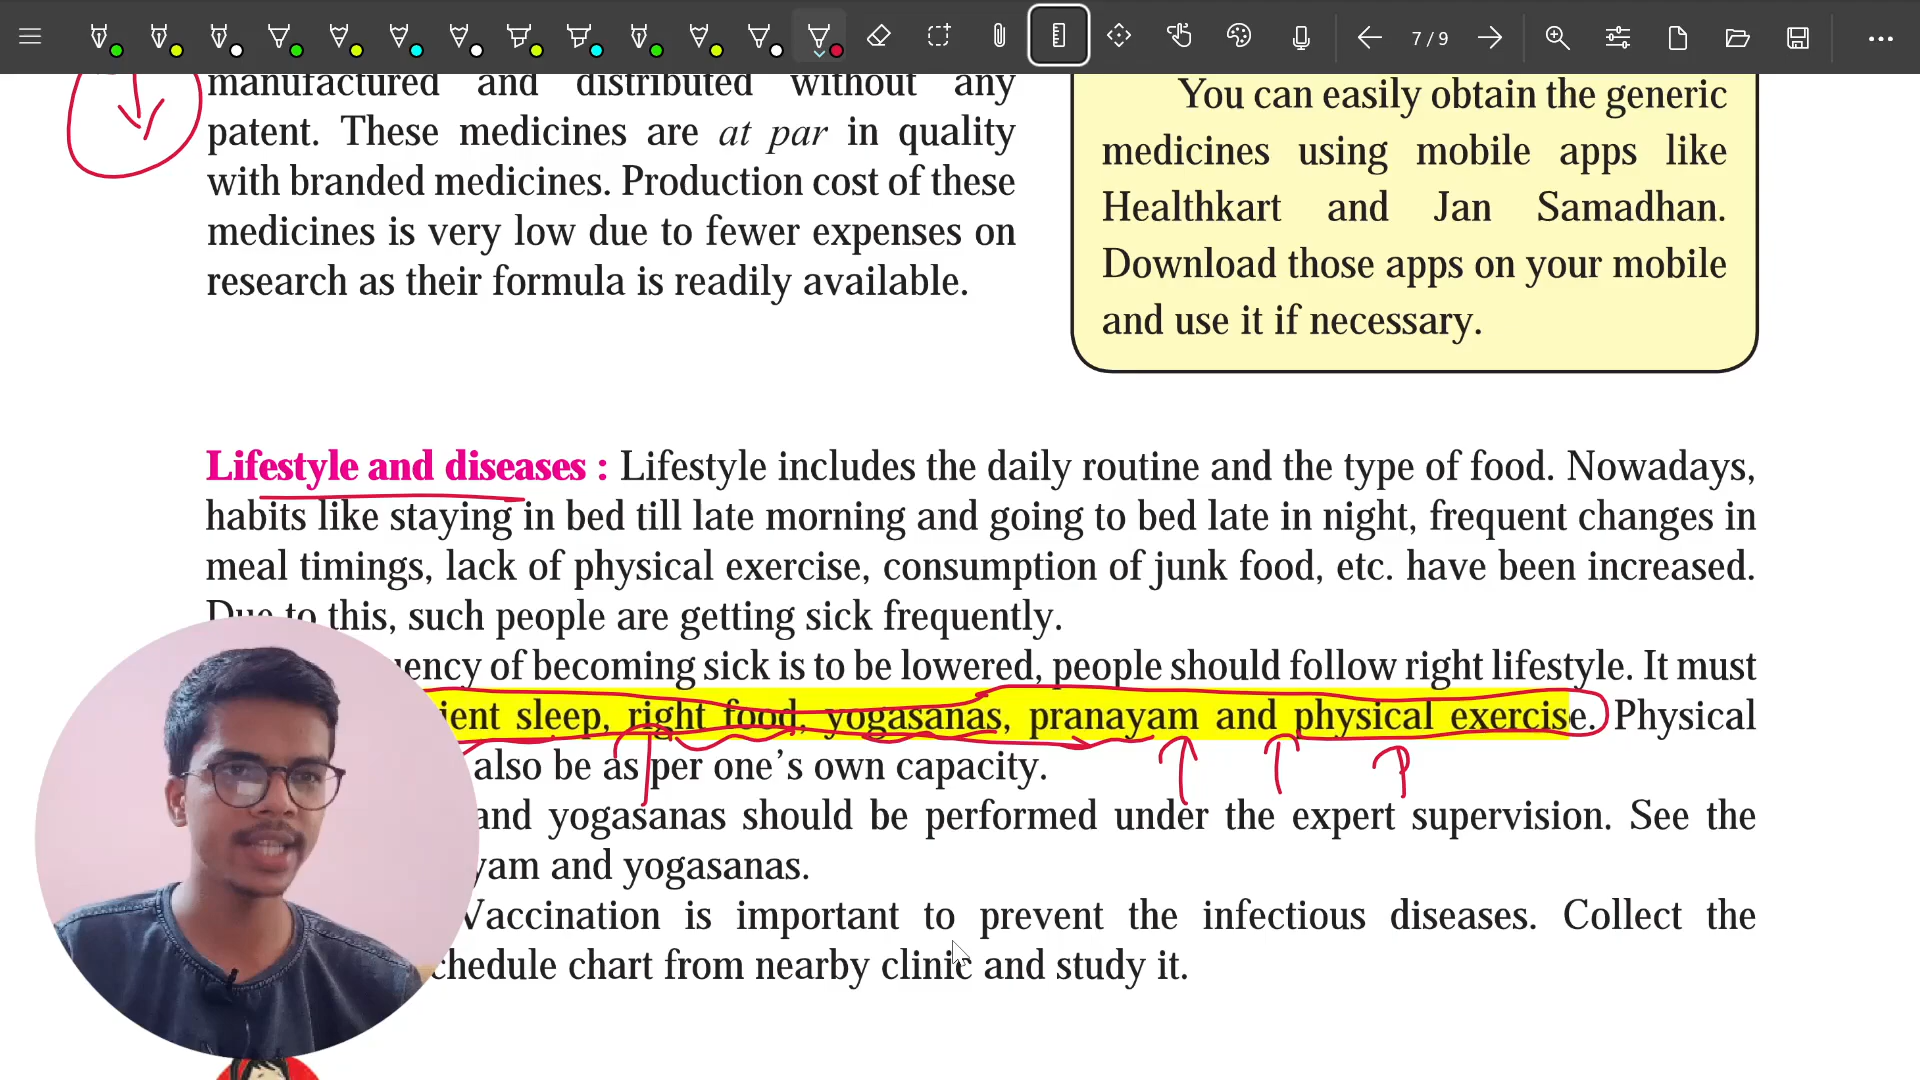 7 / 9
manufactured and distributed without any
patent. These medicines are at par in quality
with branded medicines. Production cost of these
medicines is very low due to fewer expenses on
research as their formula is readily available.
You can easily obtain the generic
medicines using mobile apps like
Healthkart and Jan Samadhan.
Download those apps on your mobile
and use it if necessary.
Lifestyle and diseases : Lifestyle includes the daily routine and the type of food. Nowadays,
habits like staying in bed till late morning and going to bed late in night, frequent changes in
meal timings, lack of physical exercise, consumption of junk food, etc. have been increased.
Due to this, such people are getting sick frequently.
of becoming sick is to be lowered, people should follow right lifestyle. It must
sleep, right food, yogasanas, pranayam and physical exercise. Physical
also be as per one's own capacity.
and yogasanas should be performed under the expert supervision. See the
and yogasanas.
Vaccination is important to prevent the infectious diseases. Collect the
chart from nearby clinic and study it.